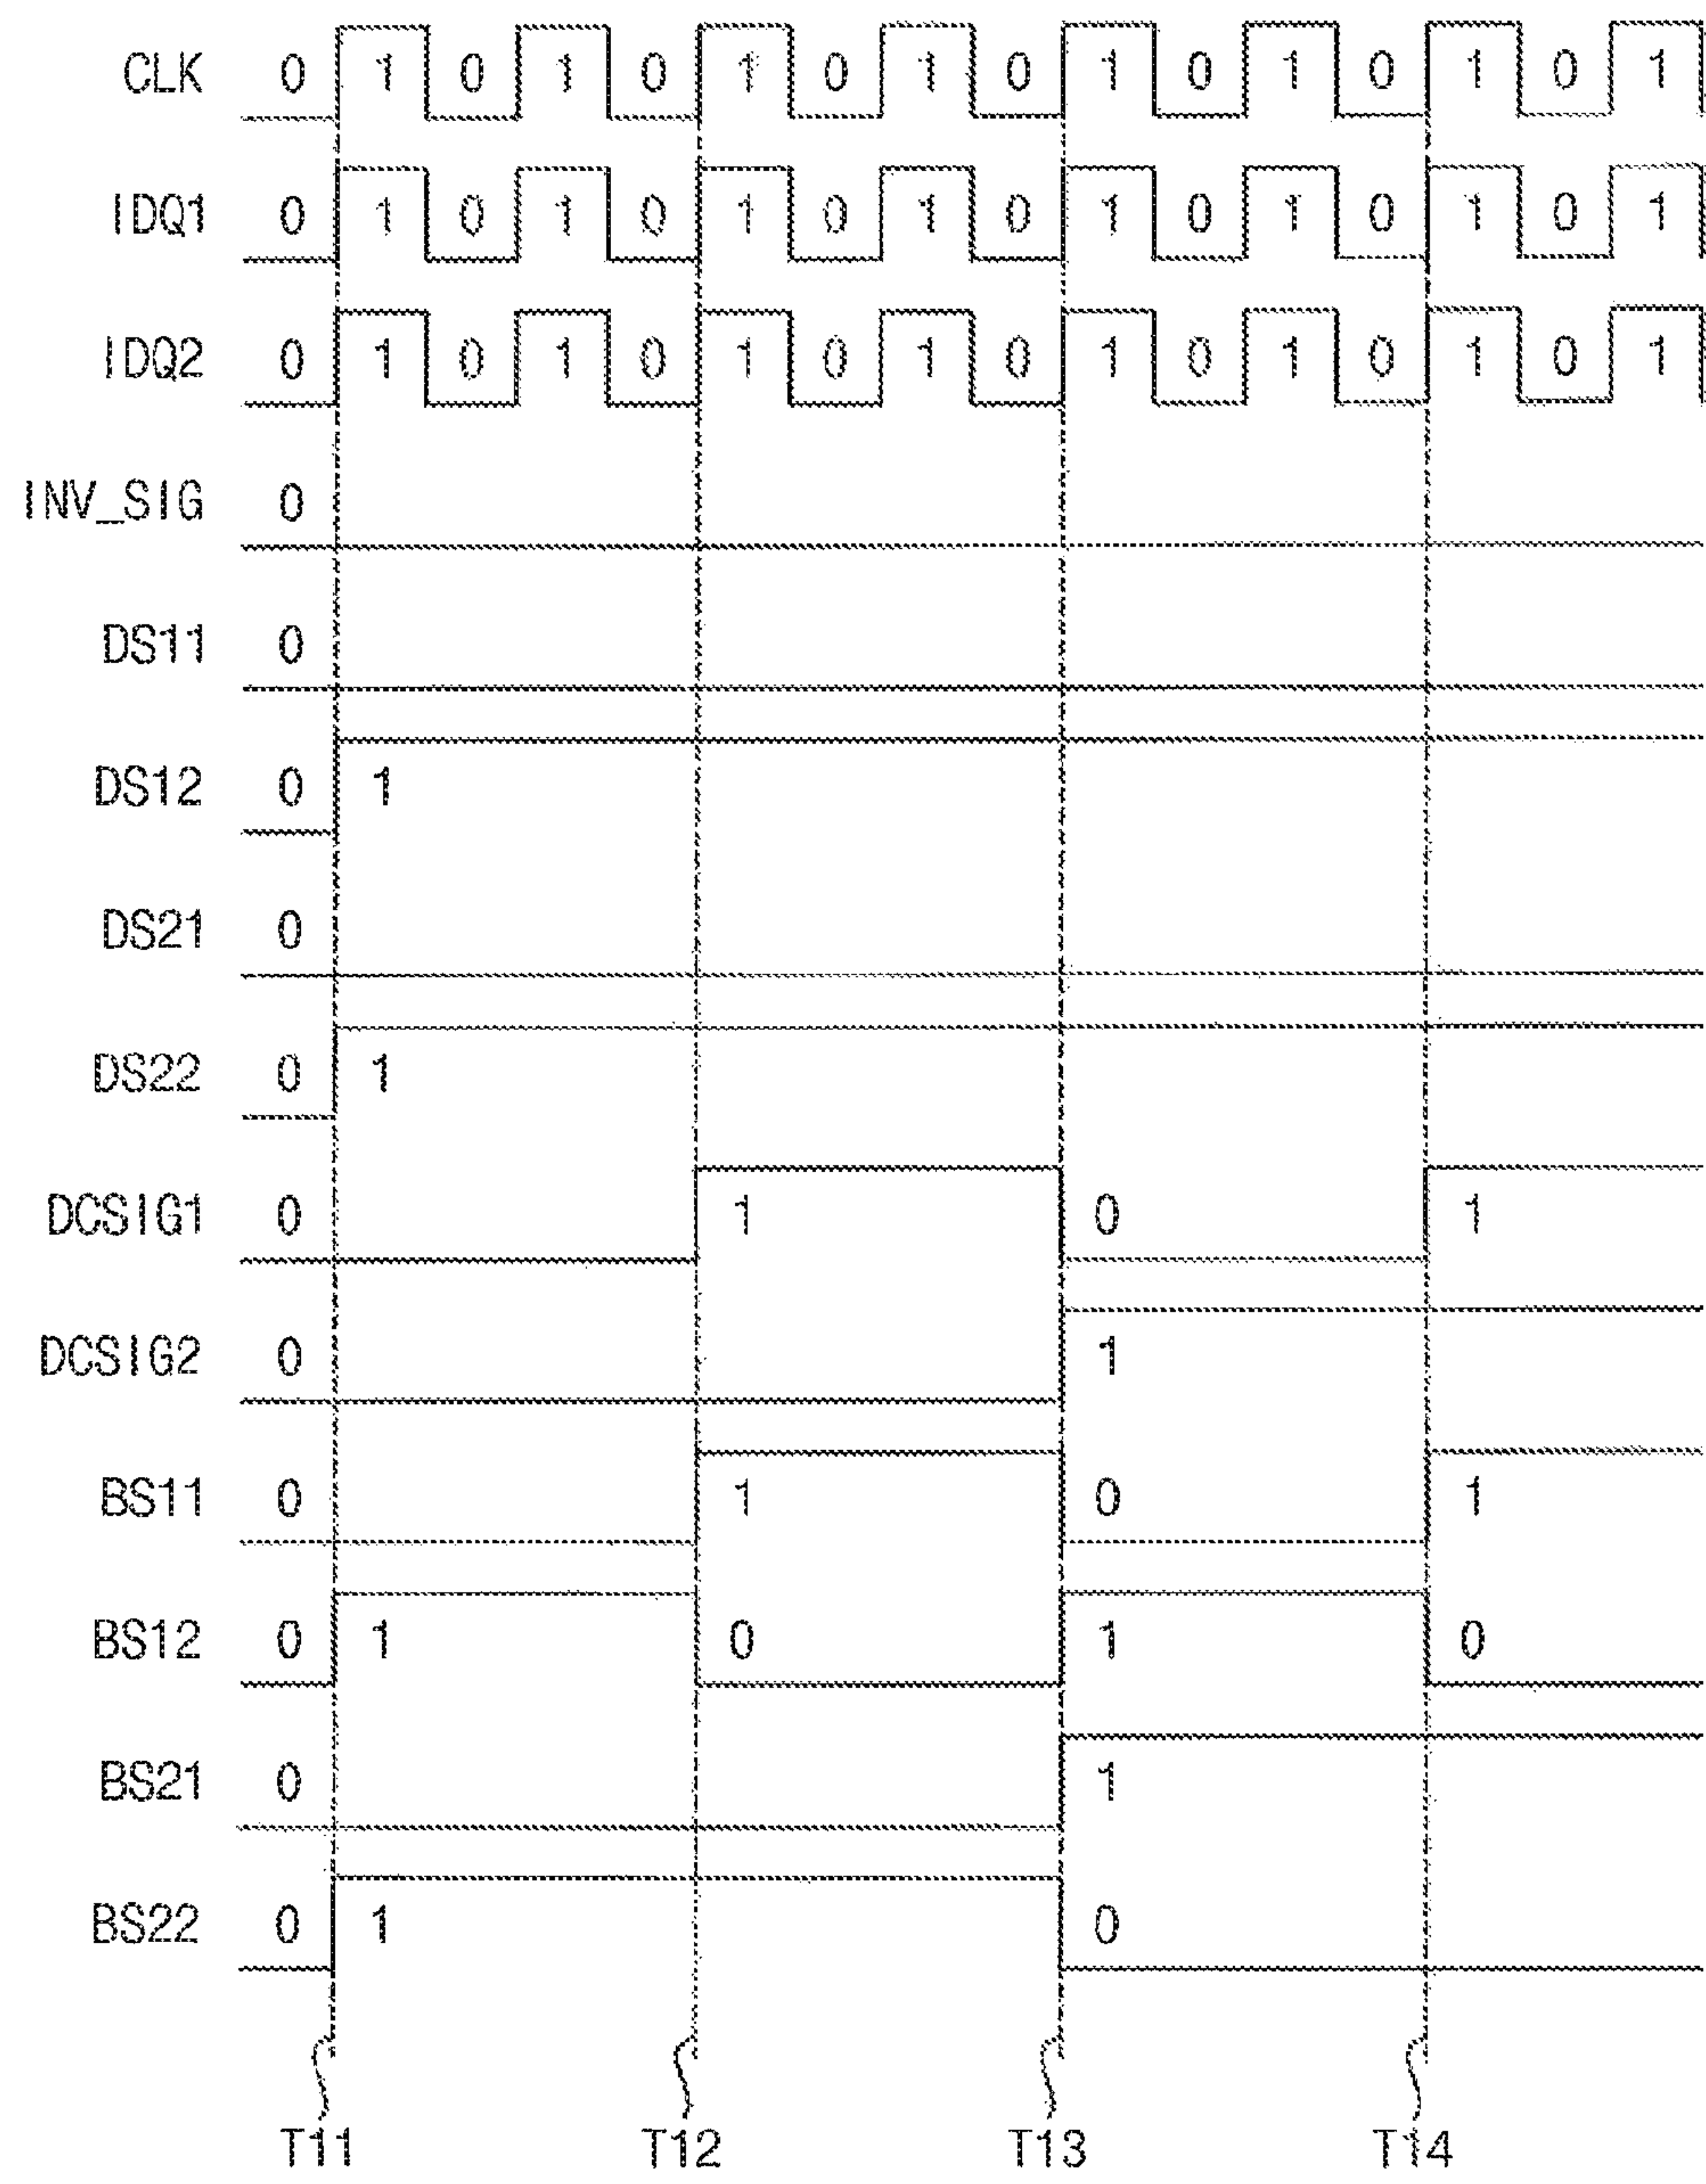 CLK 0 1 0 1 0 1 0 1 0 1 0 1 0 1 0 1
IDQ1 0 1 0 1 0 1 0 1 0 1 0 1 0 1 0 1
IDQ2 0 1 0 1 0 1 0 1 0 1 0 1 0 1 0 1
INV_SIG 0
DS11 0
DS12 0 1
DS21 0
DS22 0 1
DCSIG1 0 1 0 1
DCSIG2 0 1
BS11 0 1 0 1
BS12 0 1 0 1 0
BS21 0 1
BS22 0 1 0
T11 T12 T13 T14